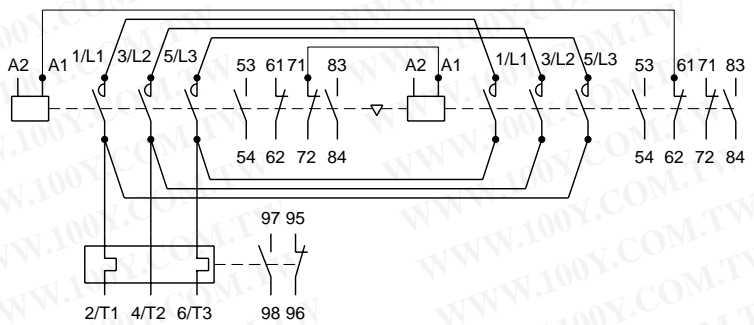 A2 A1 1/L1 3/L2 5/L3 53 61 71 83 A2 A1 1/L1 3/L2 5/L3 53 61 71 83
54 62 72 84 54 62 72 84
97 95
98 96
2/T1 4/T2 6/T3
WWW.100Y.COM.TW